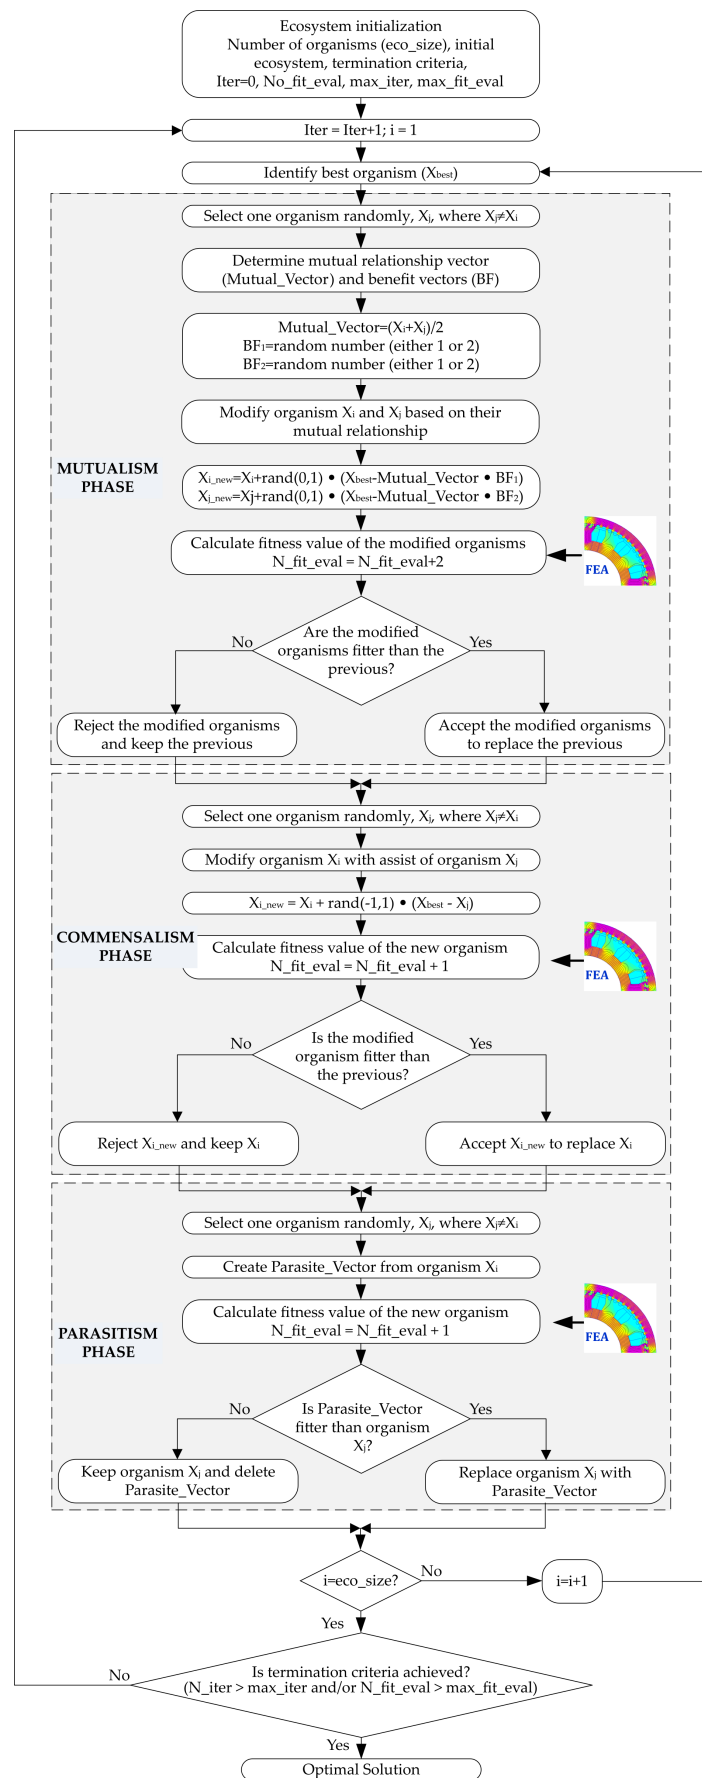 Ecosystem initialization
Number of organisms (eco_size), initial
ecosystem, termination criteria,
Iter=0, No_fit_eval, max_iter, max_fit_eval
Iter = Iter+1; i = 1
Identify best organism (Xbest)
Select one organism randomly, Xj, where Xj≠Xi
Determine mutual relationship vector
(Mutual_Vector) and benefit vectors (BF)
Mutual_Vector=(Xi+Xj)/2
BF1=random number (either 1 or 2)
BF2=random number (either 1 or 2)
Modify organism Xi and Xj based on their
mutual relationship
MUTUALISM
PHASE
Xi_new=Xi+rand(0,1) • (Xbest-Mutual_Vector • BF1)
Xj_new=Xj+rand(0,1) • (Xbest-Mutual_Vector • BF2)
Calculate fitness value of the modified organisms
N_fit_eval = N_fit_eval+2
FEA
Are the modified
organisms fitter than the
previous?
No
Yes
Reject the modified organisms
and keep the previous
Accept the modified organisms
to replace the previous
Select one organism randomly, Xj, where Xj≠Xi
Modify organism Xi with assist of organism Xj
Xi_new = Xi + rand(-1,1) • (Xbest - Xj)
COMMENSALISM
PHASE
Calculate fitness value of the new organism
N_fit_eval = N_fit_eval + 1
FEA
Is the modified
organism fitter than
the previous?
No
Yes
Reject Xi_new and keep Xi
Accept Xi_new to replace Xi
Select one organism randomly, Xj, where Xj≠Xi
Create Parasite_Vector from organism Xi
PARASITISM
PHASE
Calculate fitness value of the new organism
N_fit_eval = N_fit_eval + 1
FEA
Is Parasite_Vector
fitter than organism
Xj?
No
Yes
Keep organism Xj and delete
Parasite_Vector
Replace organism Xj with
Parasite_Vector
i=eco_size?
No
i=i+1
Yes
Is termination criteria achieved?
(N_iter > max_iter and/or N_fit_eval > max_fit_eval)
No
Yes
Optimal Solution